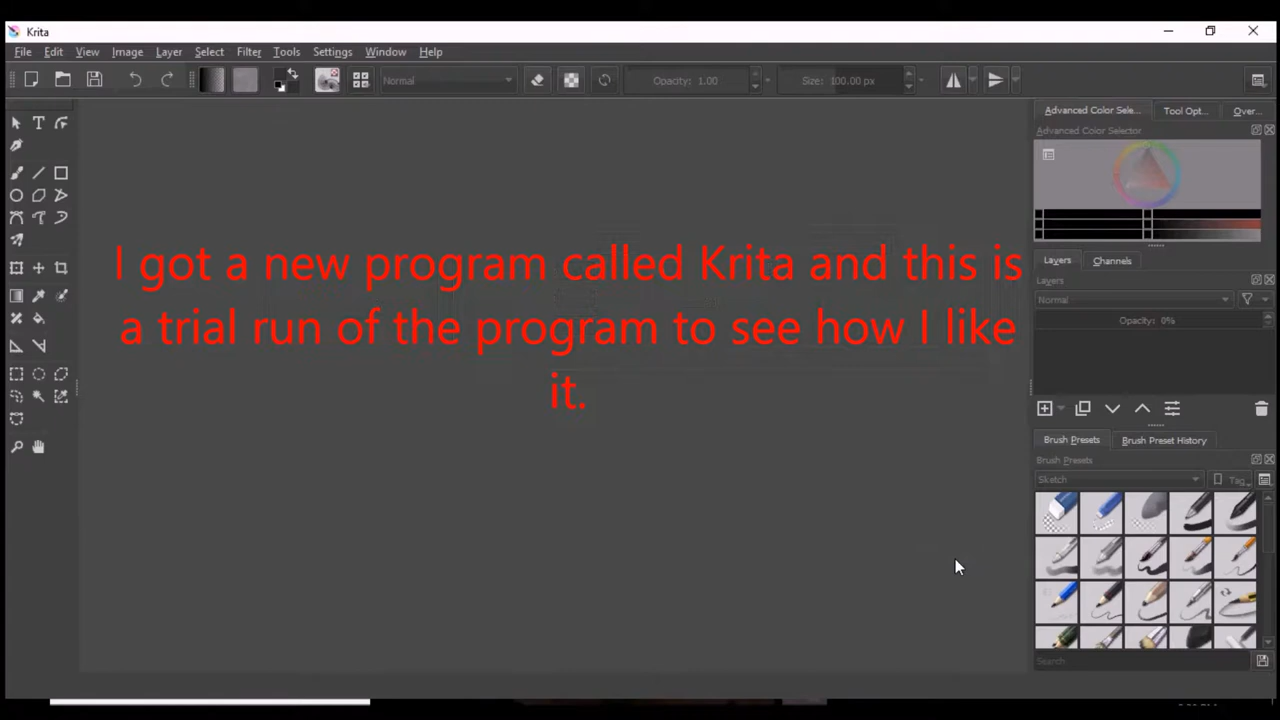 Krita
File Edit View Image Layer Select Filter Tools Settings Window Help
Normal Opacity: 1.00 Size: 100.00 px
Advanced Color Sele... Tool Opt... Over...
Advanced Color Selector
I got a new program called Krita and this is
a trial run of the program to see how I like
it.
Layers Channels
Layers
Normal
Opacity: 0%
Brush Presets Brush Preset History
Brush Presets
Sketch Tag
Search